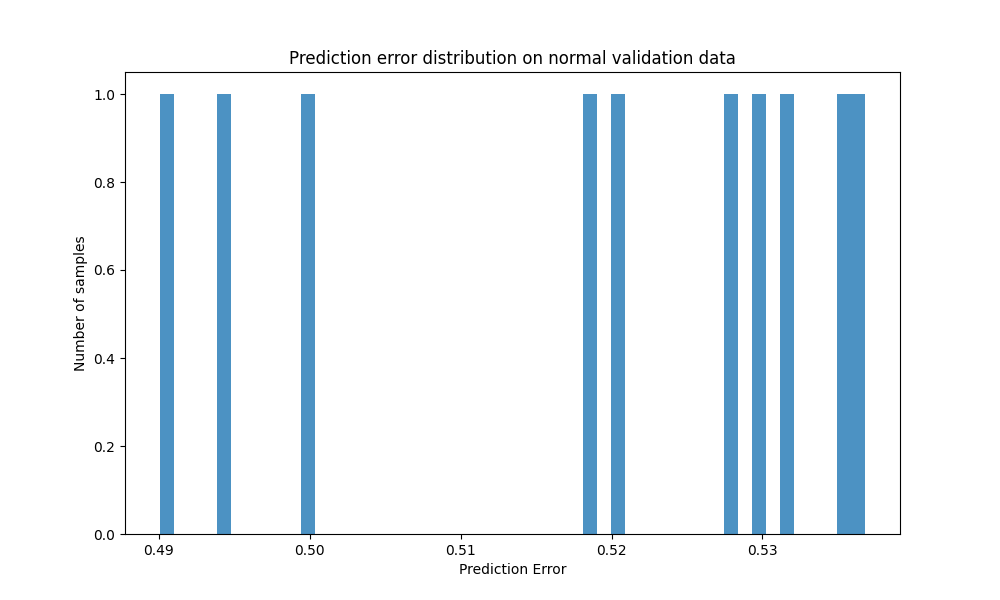 Prediction error distribution on normal validation data
Number of samples
1.0
0.8
0.6
0.4
0.2
0.0
0.49 0.50 0.51 0.52 0.53
Prediction Error